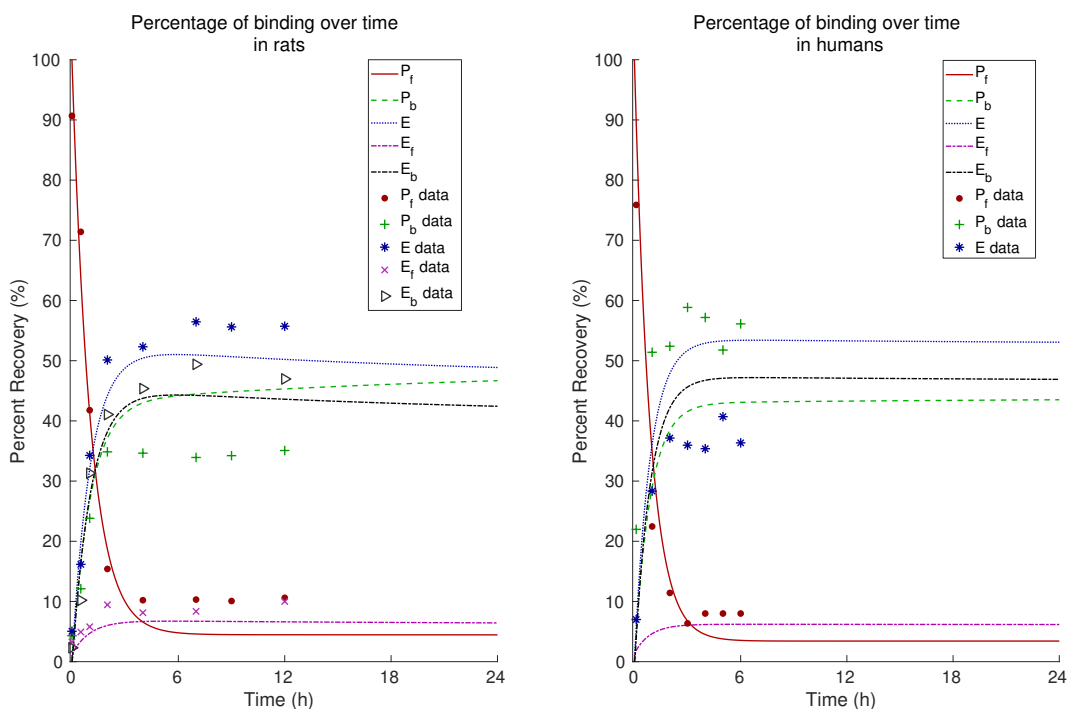 Percentage of binding over time
in rats
Percent Recovery (%)
100
90
80
70
60
50
40
30
20
10
0
0
6
12
18
24
Time (h)
P_f
P_b
E
E_f
E_b
P_f data
P_b data
E data
E_f data
E_b data
Percentage of binding over time
in humans
Percent Recovery (%)
100
90
80
70
60
50
40
30
20
10
0
0
6
12
18
24
Time (h)
P_f
P_b
E
E_f
E_b
P_f data
P_b data
E data